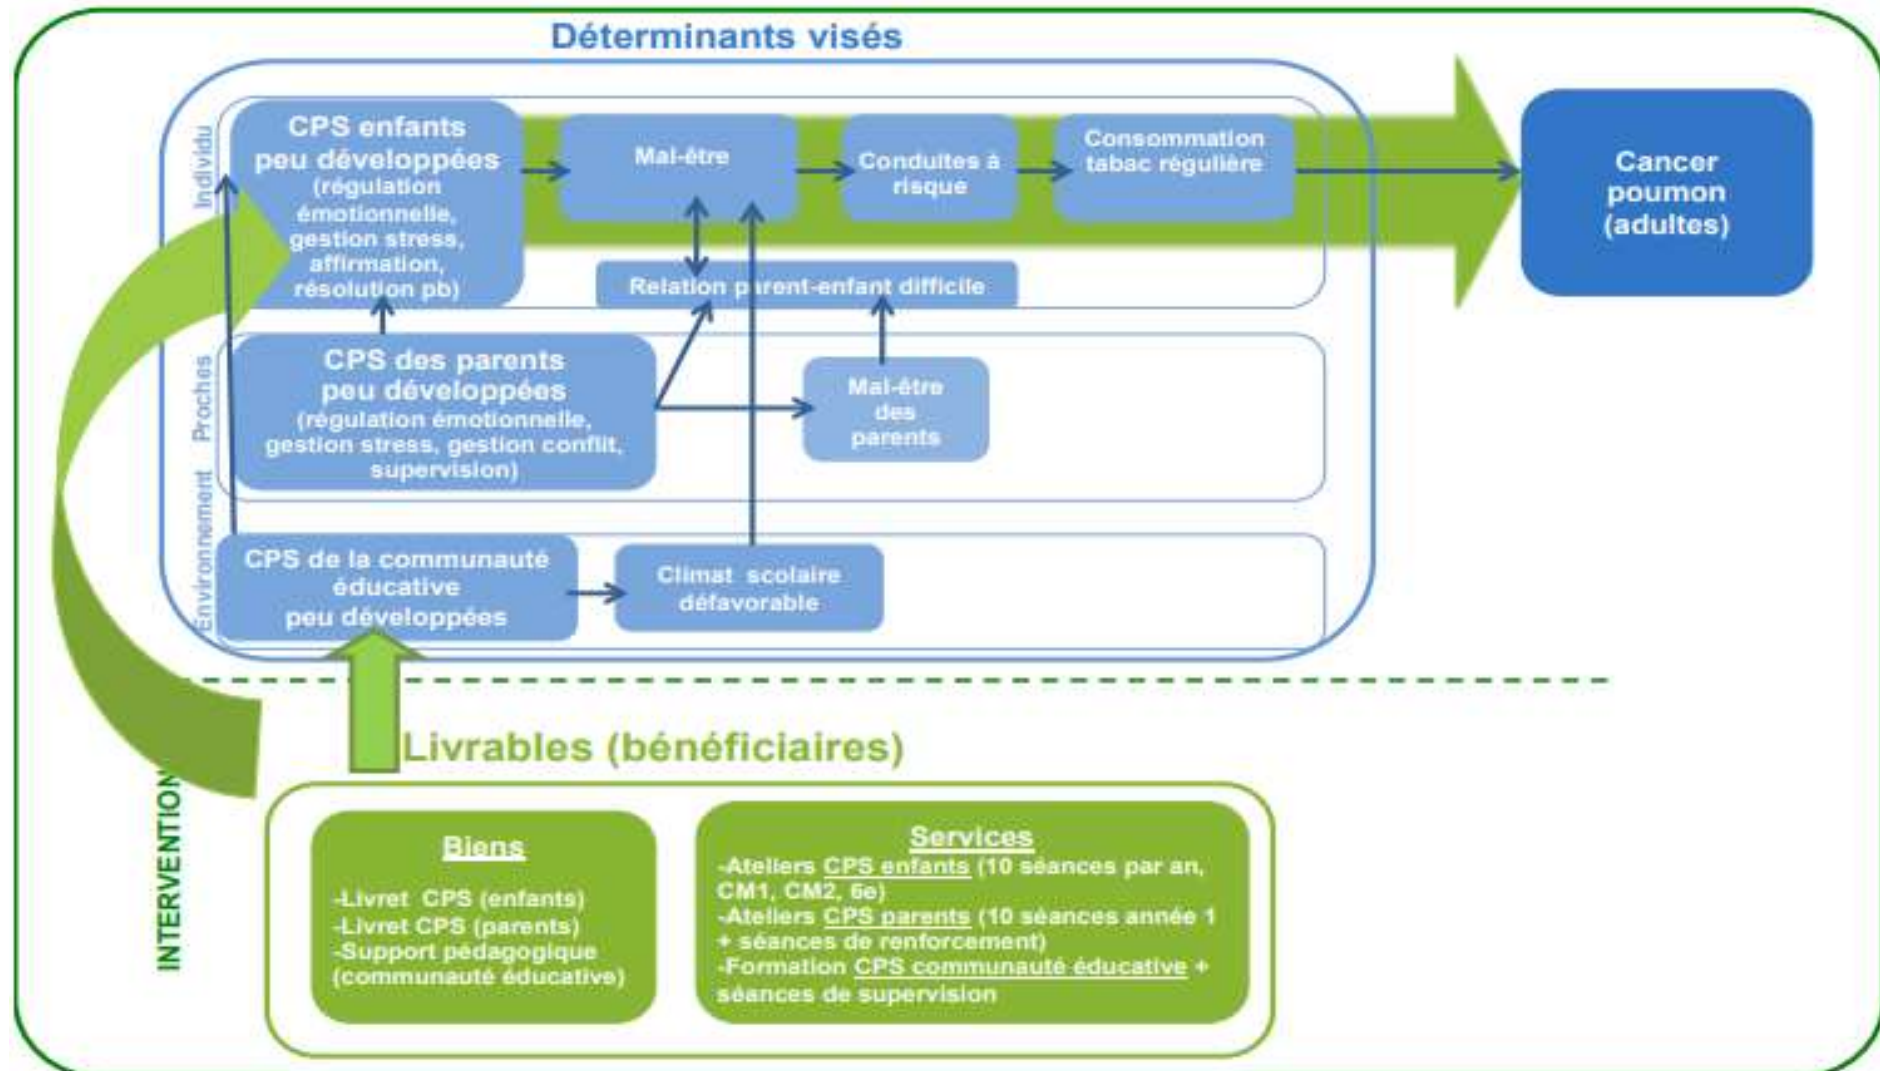 Déterminants visés
Individu
CPS enfants
peu développées
(régulation
émotionnelle,
gestion stress,
affirmation,
résolution pb)
Mal-être
Conduites à
risque
Consommation
tabac régulière
Cancer
poumon
(adultes)
Relation parent-enfant difficile
Proches
CPS des parents
peu développées
(régulation émotionnelle,
gestion stress, gestion conflit,
supervision)
Mal-être
des
parents
Environnement
CPS de la communauté
éducative
peu développées
Climat scolaire
défavorable
INTERVENTION
Livrables (bénéficiaires)
Biens
-Livret CPS (enfants)
-Livret CPS (parents)
-Support pédagogique
(communauté éducative)
Services
-Ateliers CPS enfants (10 séances par an,
CM1, CM2, 6e)
-Ateliers CPS parents (10 séances année 1
+ séances de renforcement)
-Formation CPS communauté éducative +
séances de supervision